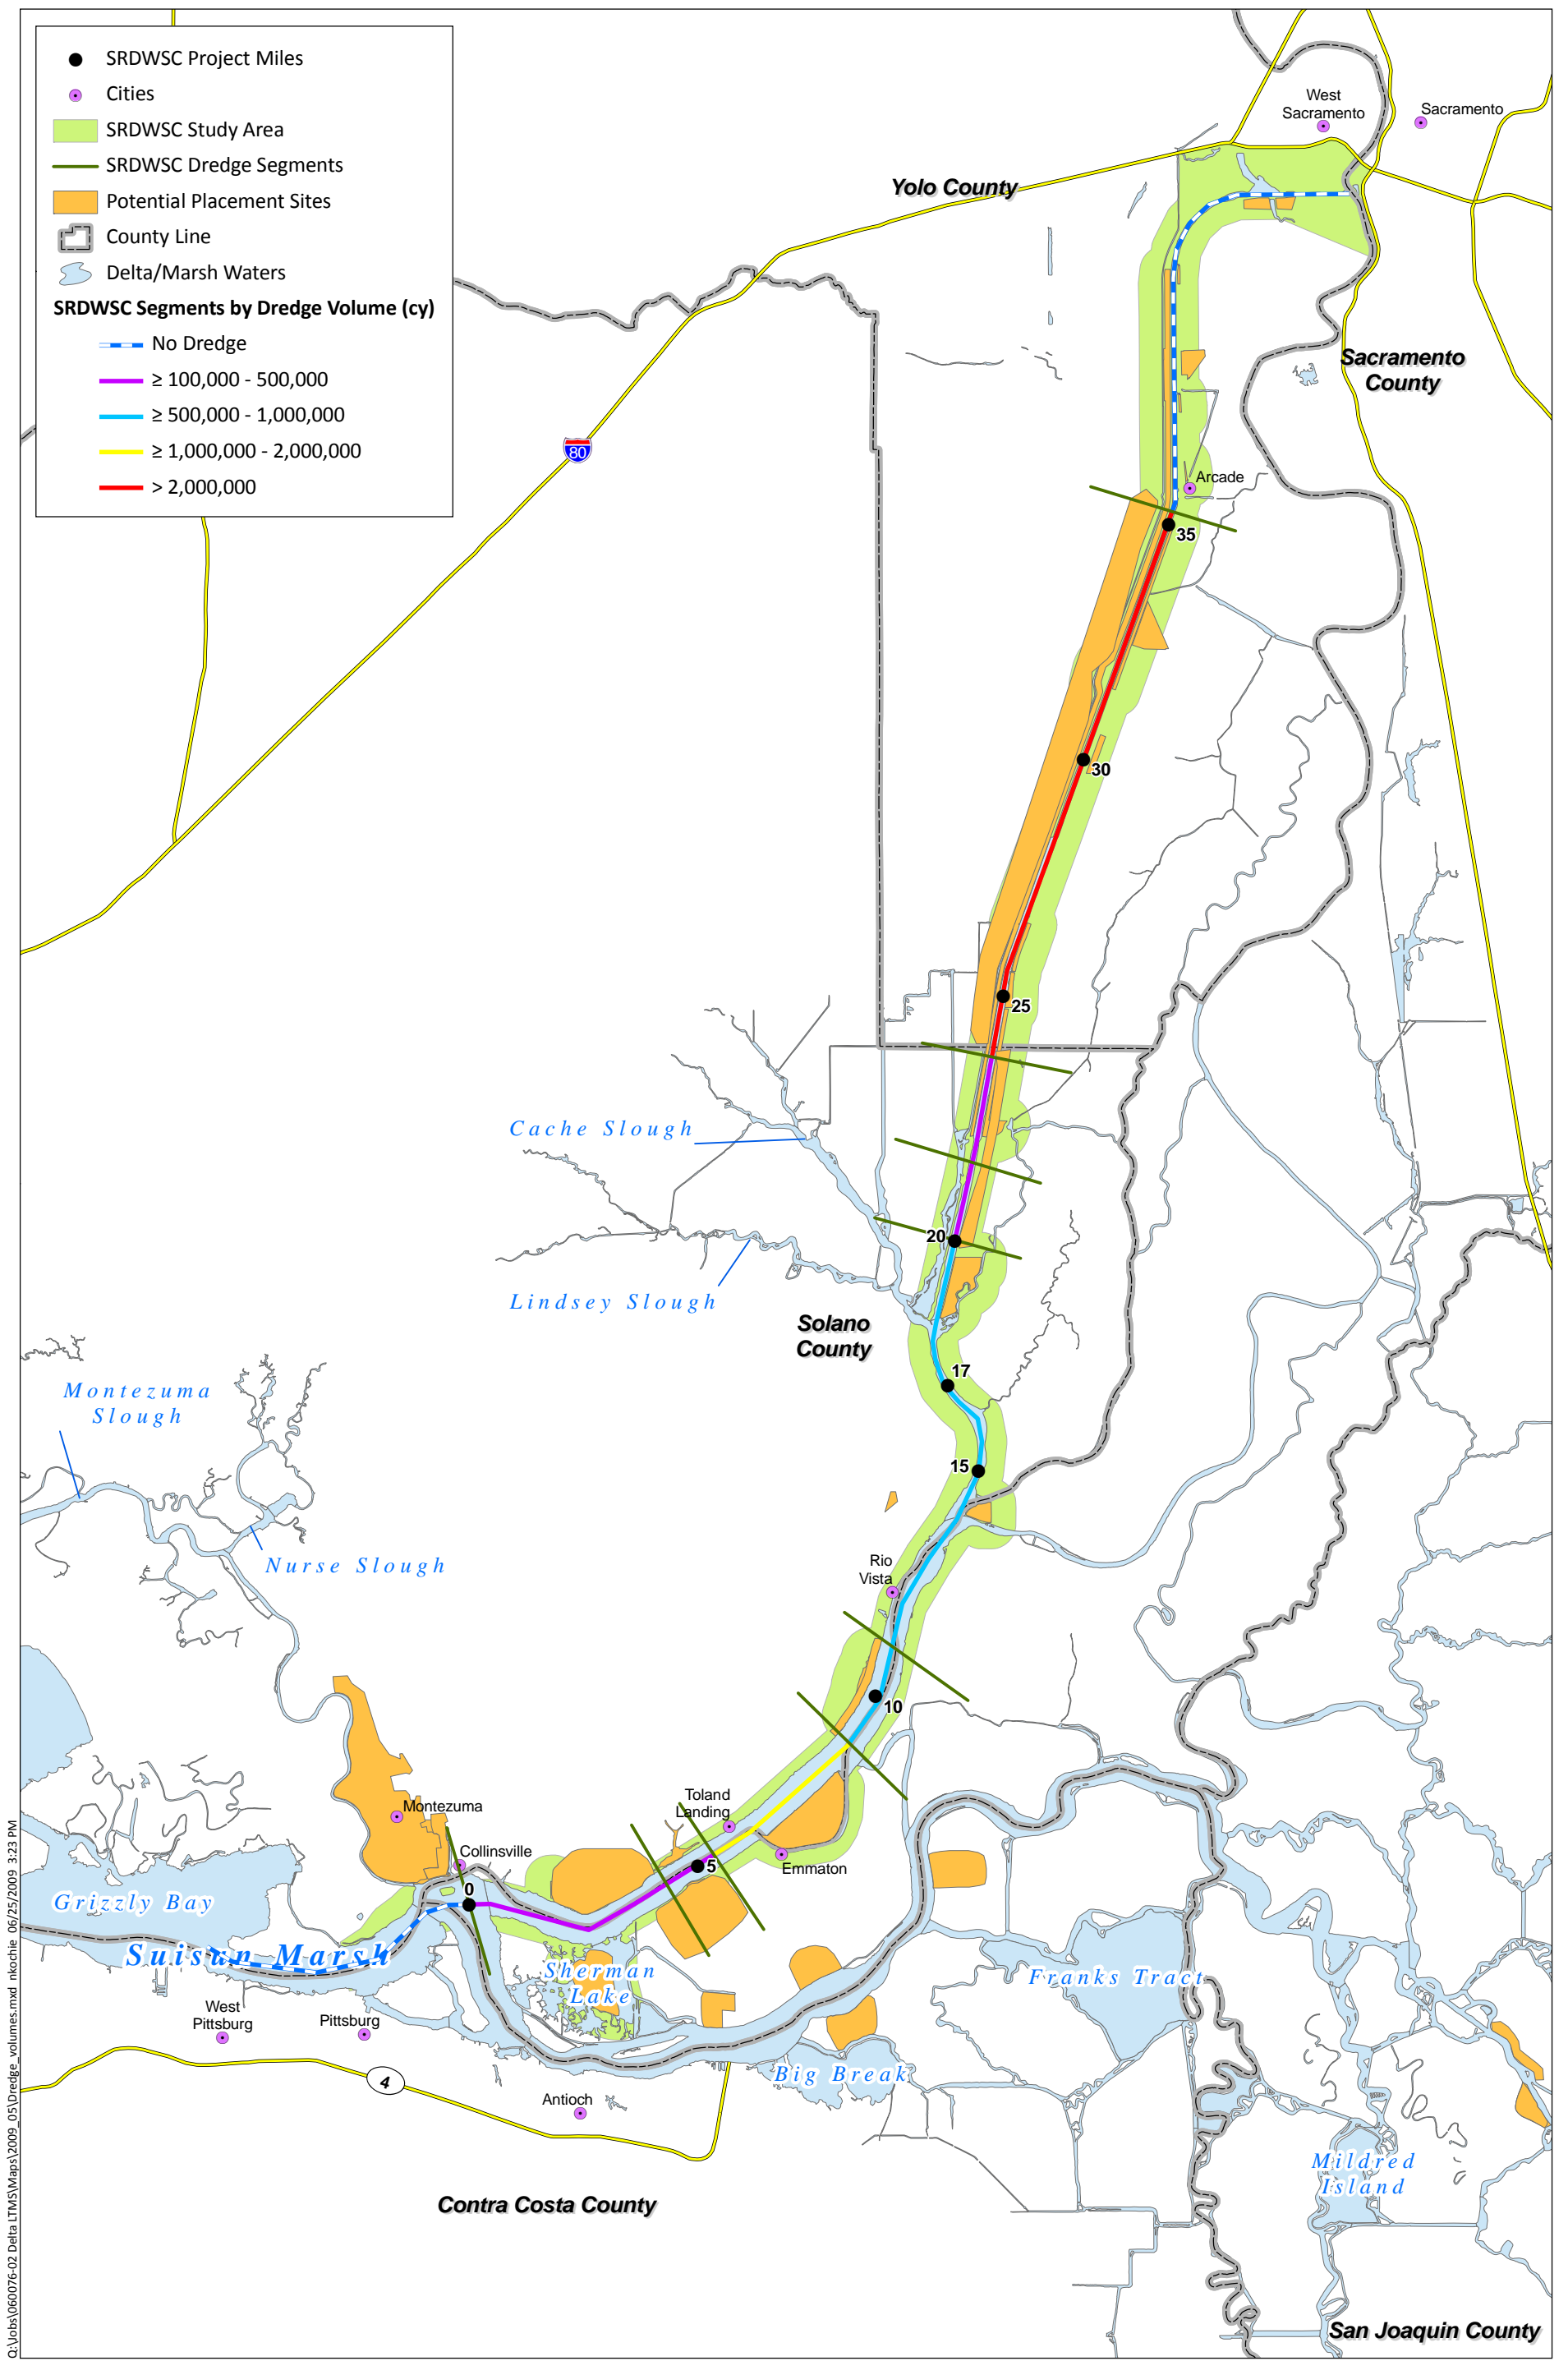 SRDWSC Project Miles
Cities
SRDWSC Study Area
SRDWSC Dredge Segments
Potential Placement Sites
County Line
Delta/Marsh Waters
SRDWSC Segments by Dredge Volume (cy)
No Dredge
≥ 100,000 - 500,000
≥ 500,000 - 1,000,000
≥ 1,000,000 - 2,000,000
> 2,000,000
West
Sacramento
Sacramento
Yolo County
Sacramento
County
80
Arcade
35
30
25
Cache Slough
20
Lindsey Slough
Solano
County
17
Montezuma
Slough
15
Nurse Slough
Rio
Vista
10
Toland
Landing
Montezuma
Collinsville
5
Emmaton
0
Grizzly Bay
Suisun Marsh
Sherman
Lake
Franks Tract
West
Pittsburg
Pittsburg
Big Break
4
Antioch
Mildred
Island
Contra Costa County
San Joaquin County
Q:\Jobs\060076-02 Delta LTMS\Maps\2009_05\Dredge_volumes.mxd nkochie 06/25/2009 3:23 PM